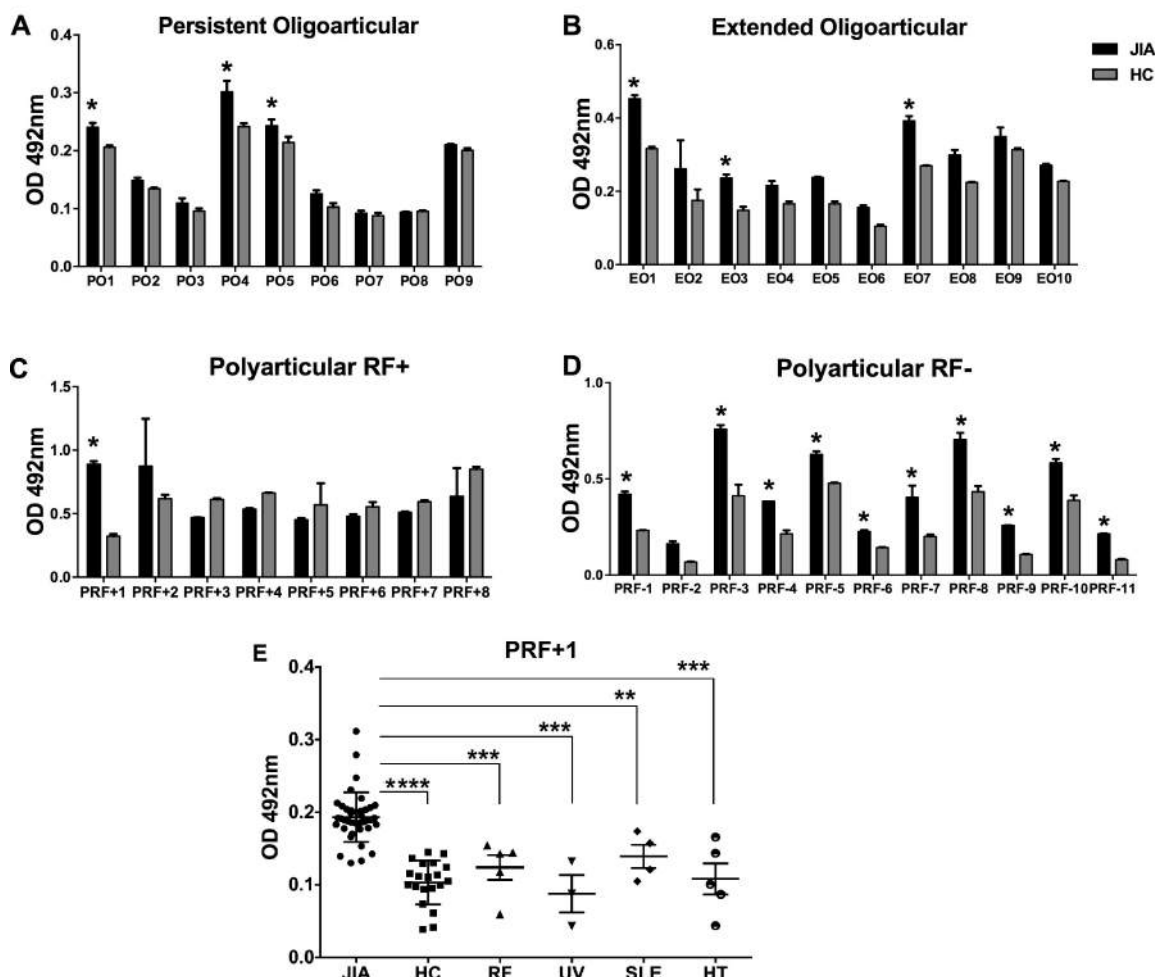 A Persistent Oligoarticular
OD 492nm
0.4
0.3
0.2
0.1
0.0
* * *
PO1 PO2 PO3 PO4 PO5 PO6 PO7 PO8 PO9
B Extended Oligoarticular
OD 492nm
0.6
0.4
0.2
0.0
* * *
EO1 EO2 EO3 EO4 EO5 EO6 EO7 EO8 EO9 EO10
JIA
HC
C Polyarticular RF+
OD 492nm
1.5
1.0
0.5
0.0
*
PRF+1 PRF+2 PRF+3 PRF+4 PRF+5 PRF+6 PRF+7 PRF+8
D Polyarticular RF-
OD 492nm
1.0
0.5
0.0
* * * * * * * * * *
PRF-1 PRF-2 PRF-3 PRF-4 PRF-5 PRF-6 PRF-7 PRF-8 PRF-9 PRF-10 PRF-11
E PRF+1
OD 492nm
0.4
0.3
0.2
0.1
0.0
***
**
***
***
****
JIA HC RF UV SLE HT